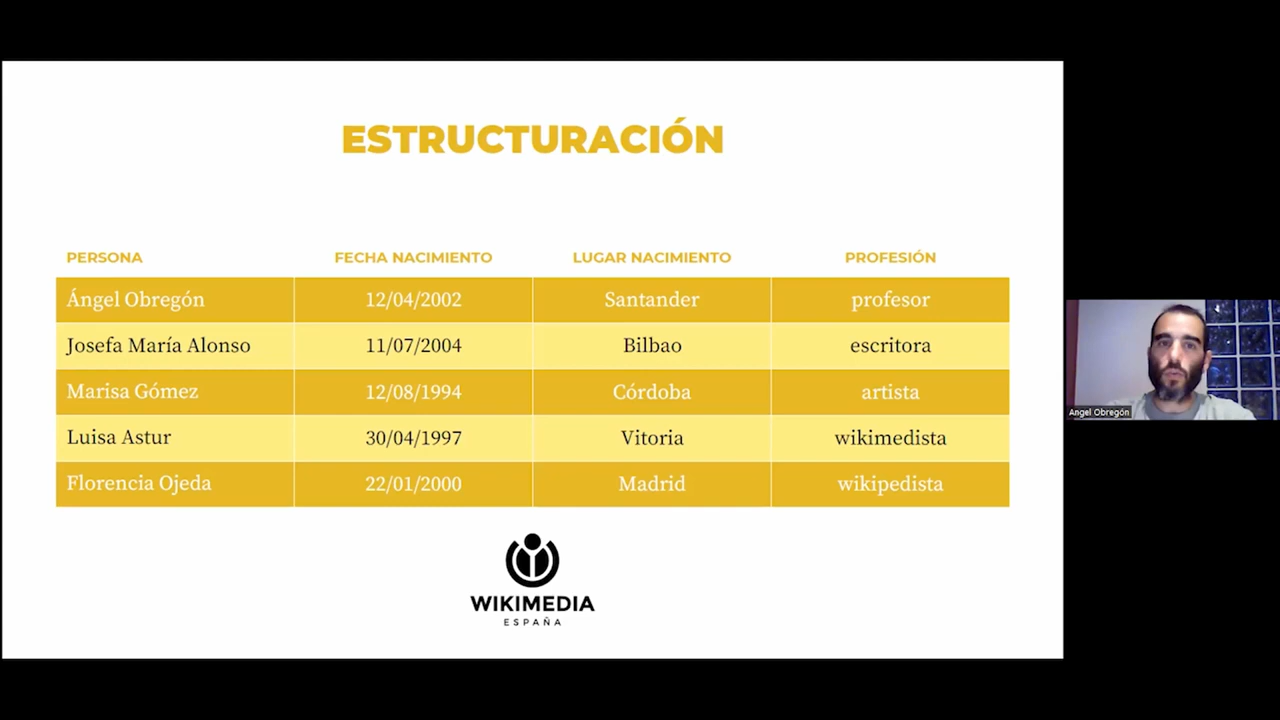 ESTRUCTURACIÓN
PERSONA FECHA NACIMIENTO LUGAR NACIMIENTO PROFESIÓN
Ángel Obregón 12/04/2002 Santander profesor
Josefa María Alonso 11/07/2004 Bilbao escritora
Marisa Gómez 12/08/1994 Córdoba artista
Luisa Astur 30/04/1997 Vitoria wikimedista
Florencia Ojeda 22/01/2000 Madrid wikipedista
WIKIMEDIA
ESPAÑA
Angel Obregón